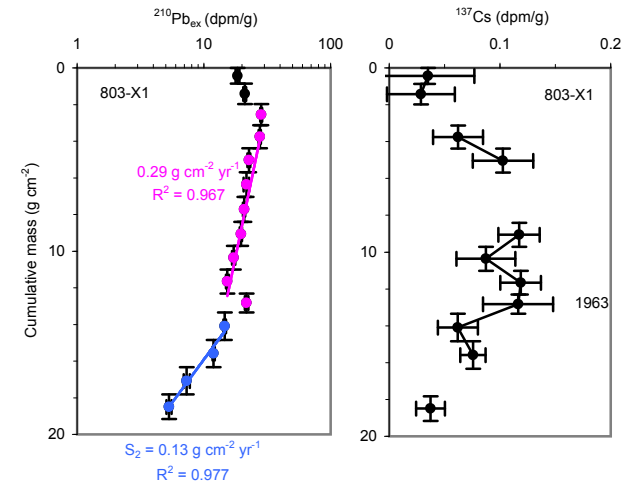 ²¹⁰Pbₑₓ (dpm/g)
1 10 100
0
10
20
Cumulative mass (g cm⁻²)
803-X1
0.29 g cm⁻² yr⁻¹
R² = 0.967
S₂ = 0.13 g cm⁻² yr⁻¹
R² = 0.977
¹³⁷Cs (dpm/g)
0 0.1 0.2
0
10
20
803-X1
1963